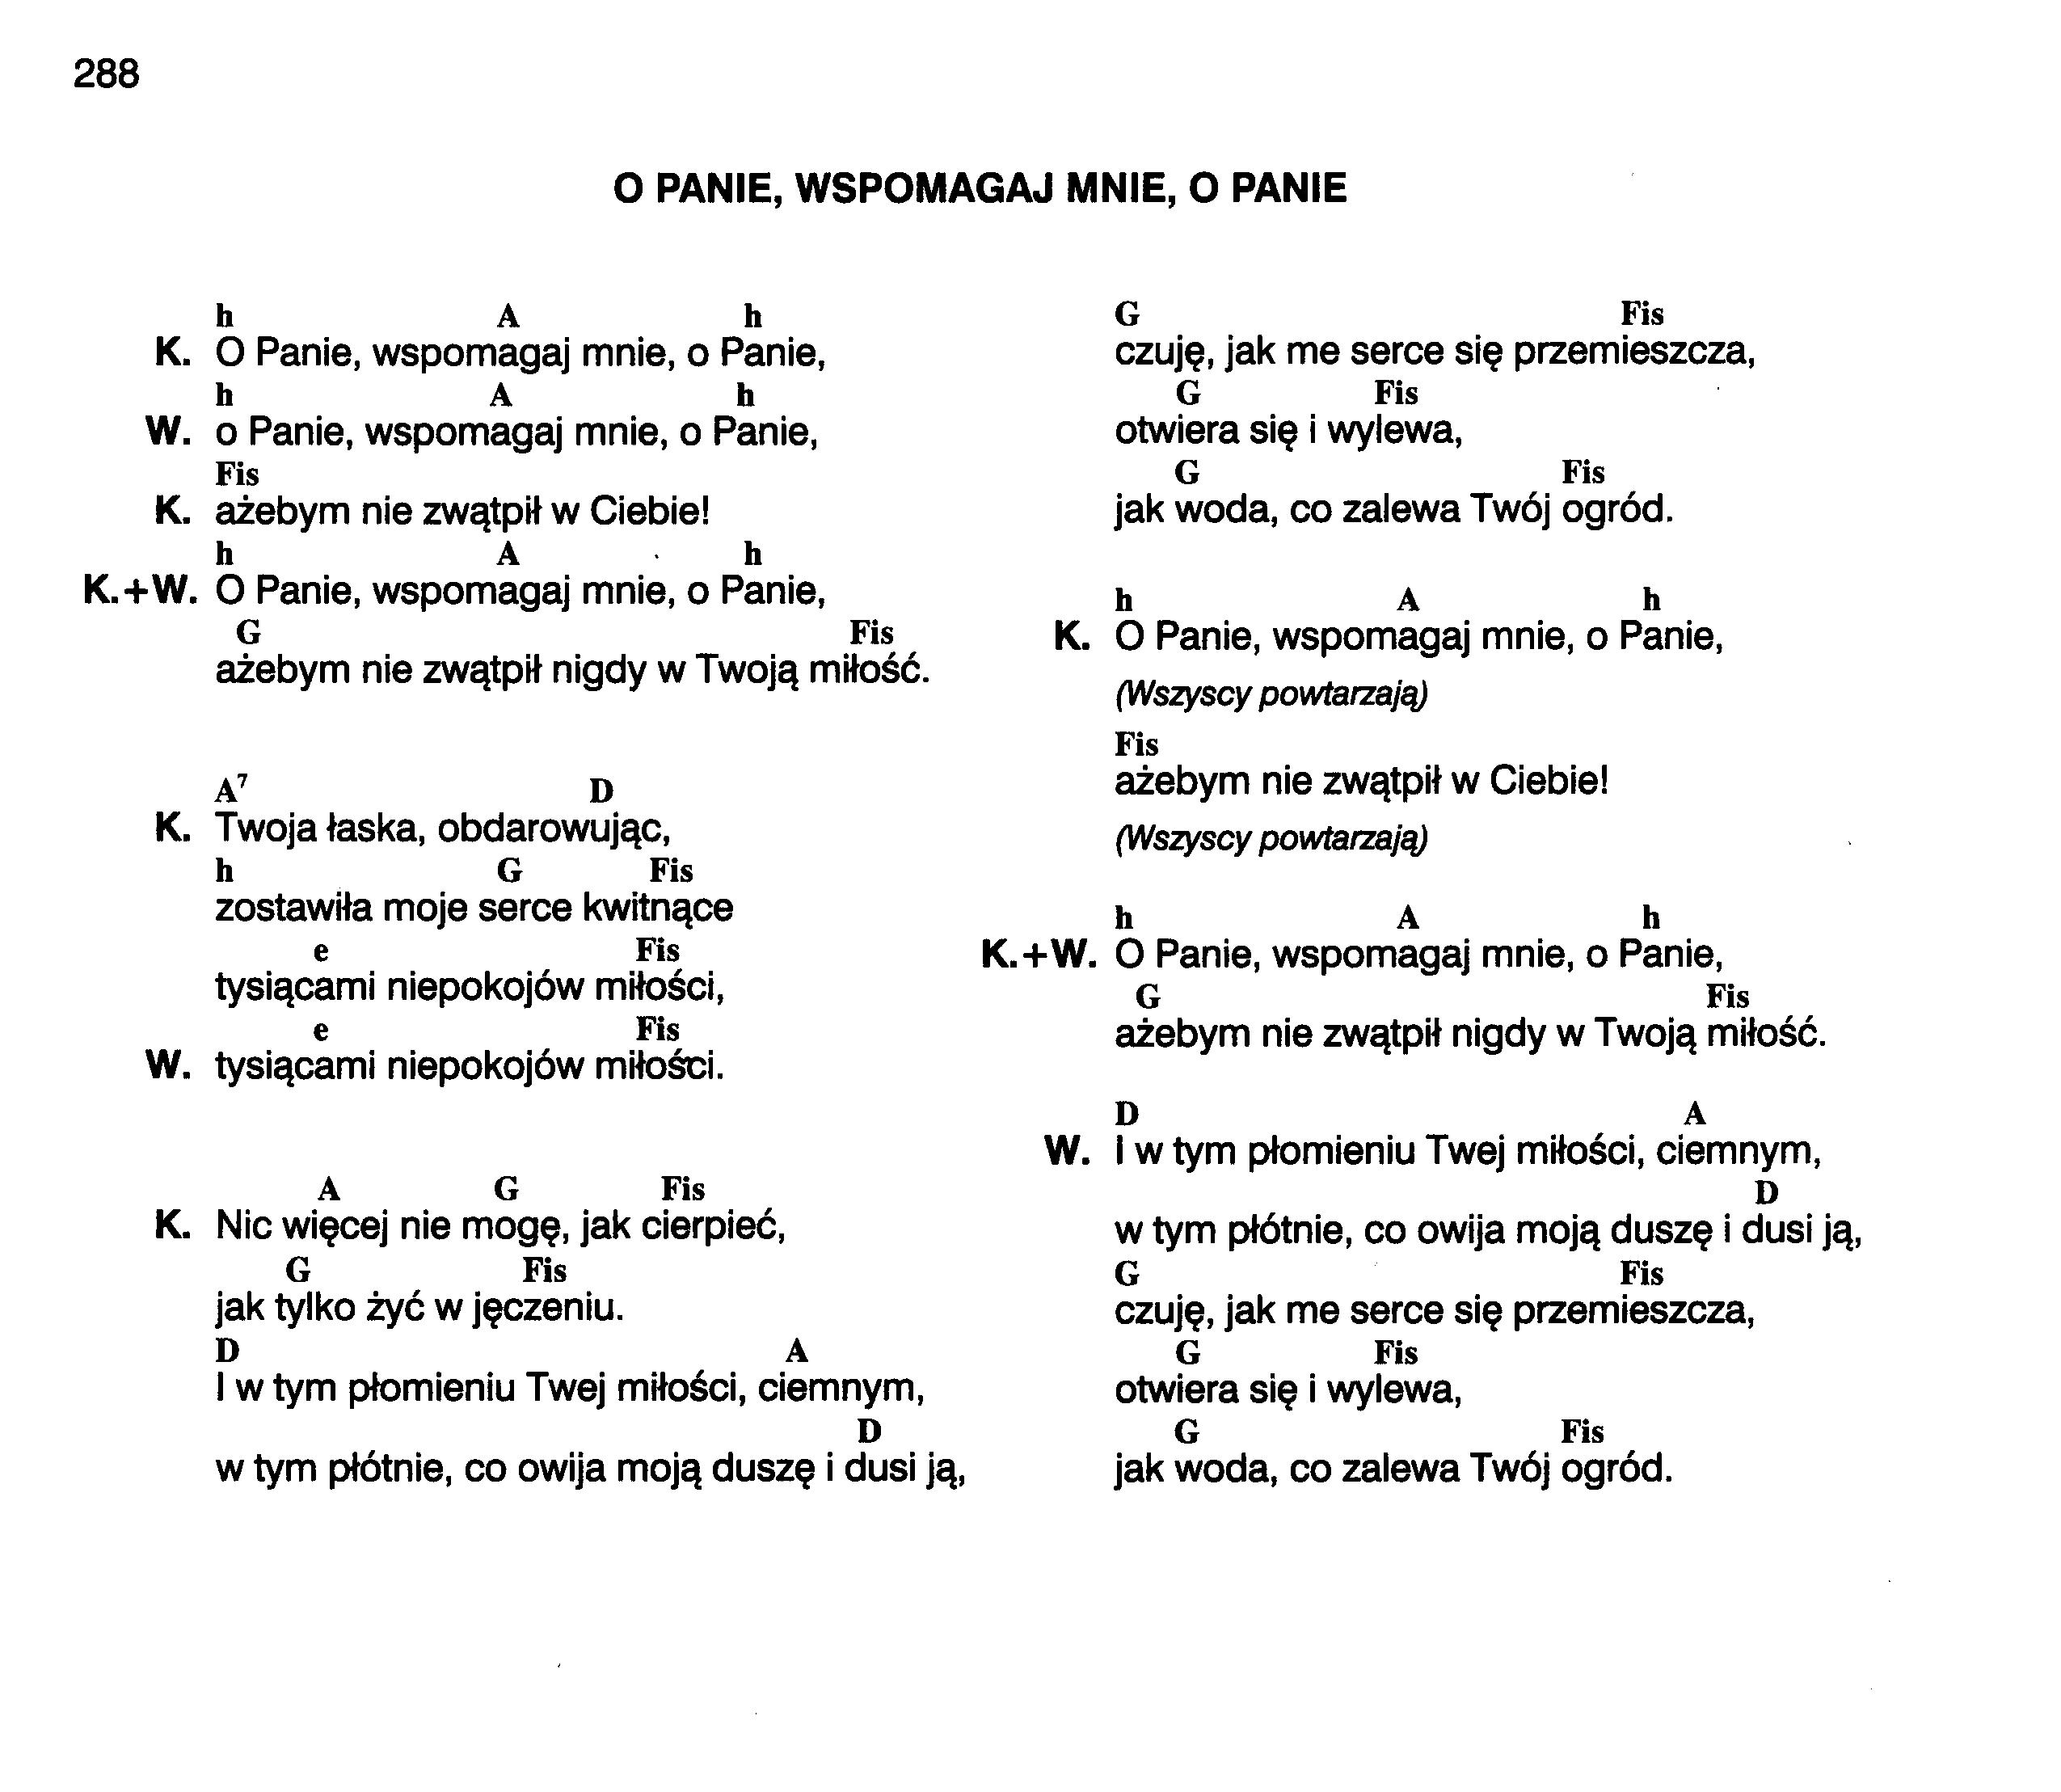 288
O PANIE, WSPOMAGAJ MNIE, O PANIE
h A h
K. O Panie, wspomagaj mnie, o Panie,
h A h
W. o Panie, wspomagaj mnie, o Panie,
Fis
K. ażebym nie zwątpił w Ciebie!
h A h
K.+W. O Panie, wspomagaj mnie, o Panie,
G Fis
ażebym nie zwątpił nigdy w Twoją miłość.
A7 D
K. Twoja łaska, obdarowując,
h G Fis
zostawiła moje serce kwitnące
e Fis
tysiącami niepokojów miłości,
e Fis
W. tysiącami niepokojów miłości.
A G Fis
K. Nic więcej nie mogę, jak cierpieć,
G Fis
jak tylko żyć w jęczeniu.
D A
I w tym płomieniu Twej miłości, ciemnym,
D
w tym płótnie, co owija moją duszę i dusi ją,
G Fis
czuję, jak me serce się przemieszcza,
G Fis
otwiera się i wylewa,
G Fis
jak woda, co zalewa Twój ogród.
h A h
K. O Panie, wspomagaj mnie, o Panie,
(Wszyscy powtarzają)
Fis
ażebym nie zwątpił w Ciebie!
(Wszyscy powtarzają)
h A h
K.+W. O Panie, wspomagaj mnie, o Panie,
G Fis
ażebym nie zwątpił nigdy w Twoją miłość.
D A
W. I w tym płomieniu Twej miłości, ciemnym,
D
w tym płótnie, co owija moją duszę i dusi ją,
G Fis
czuję, jak me serce się przemieszcza,
G Fis
otwiera się i wylewa,
G Fis
jak woda, co zalewa Twój ogród.